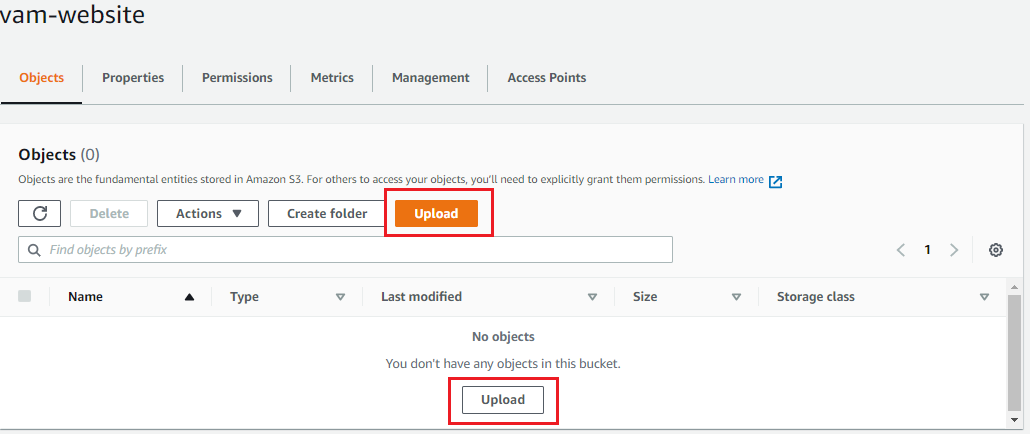 vam-website
Objects Properties Permissions Metrics Management Access Points
Objects (0)
Objects are the fundamental entities stored in Amazon S3. For others to access your objects, you'll need to explicitly grant them permissions. Learn more
Delete Actions Create folder Upload
Find objects by prefix 1
Name Type Last modified Size Storage class
No objects
You don't have any objects in this bucket.
Upload